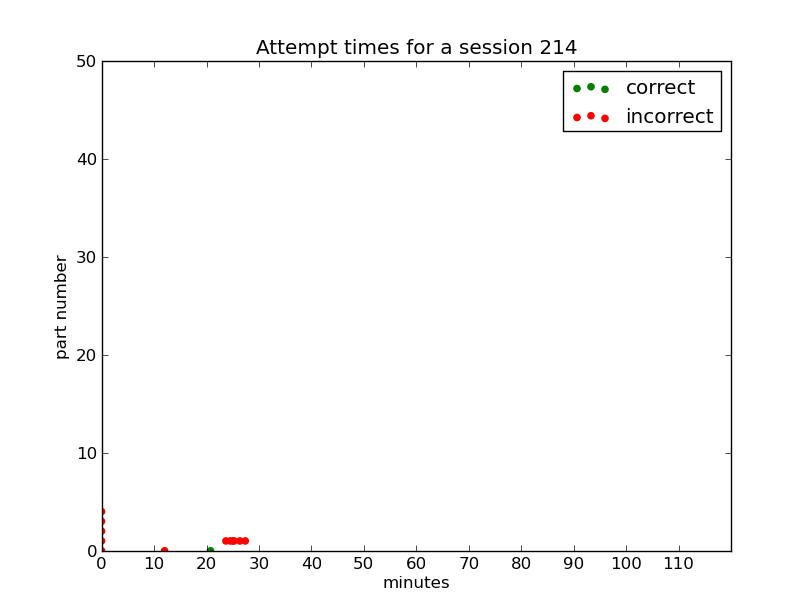 Attempt times for a session 214
correct
incorrect
50
40
30
20
10
0
part number
0 10 20 30 40 50 60 70 80 90 100 110
minutes